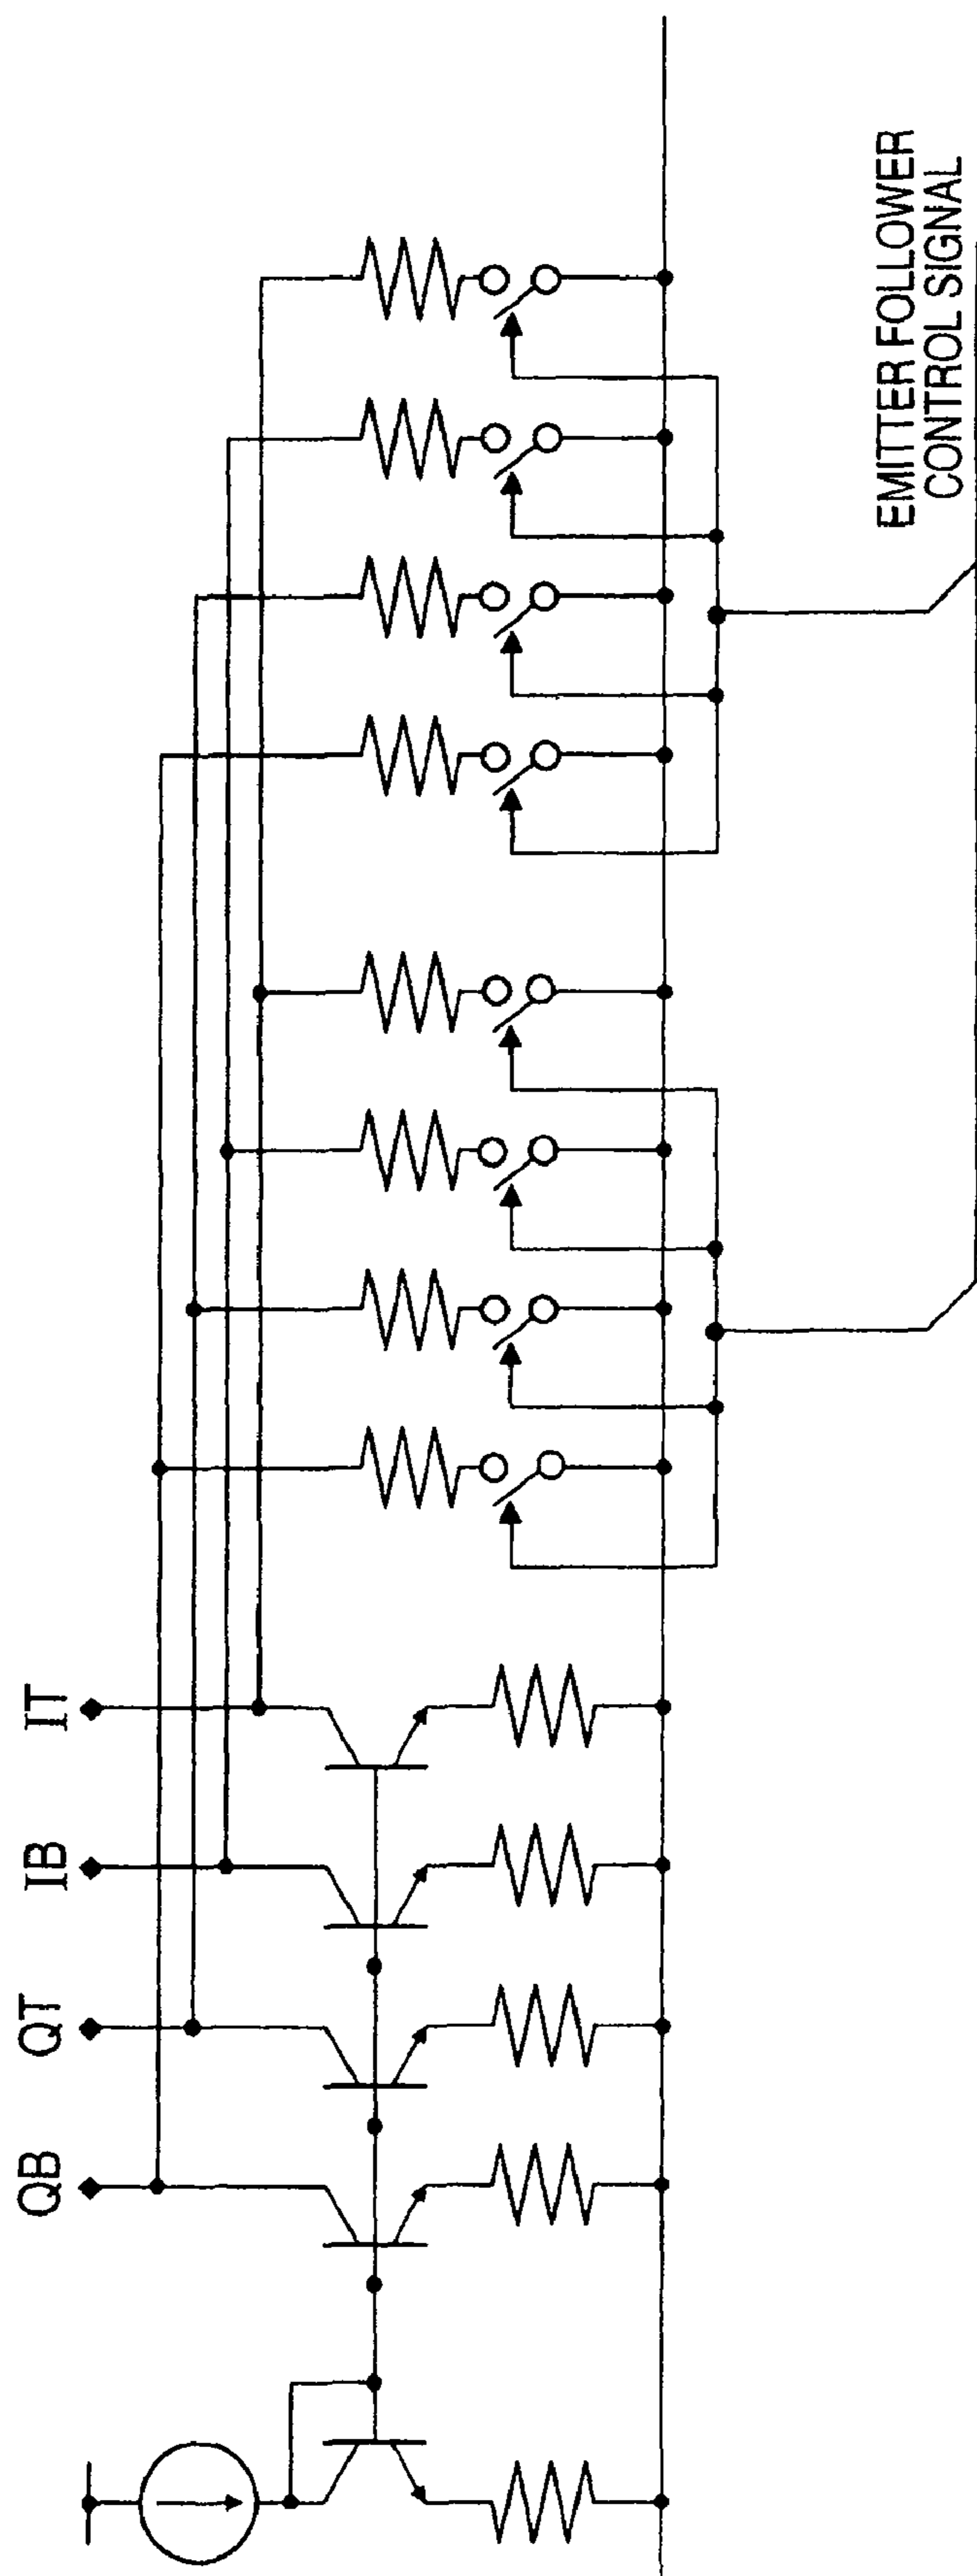 QB
QT
IB
IT
EMITTER FOLLOWER
CONTROL SIGNAL